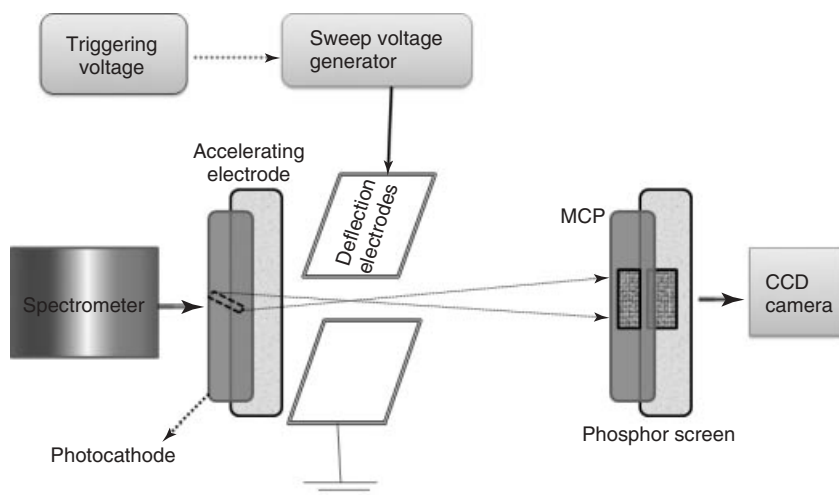 Triggering
voltage
Sweep voltage
generator
Accelerating
electrode
Deflection
electrodes
MCP
Spectrometer
CCD
camera
Photocathode
Phosphor screen